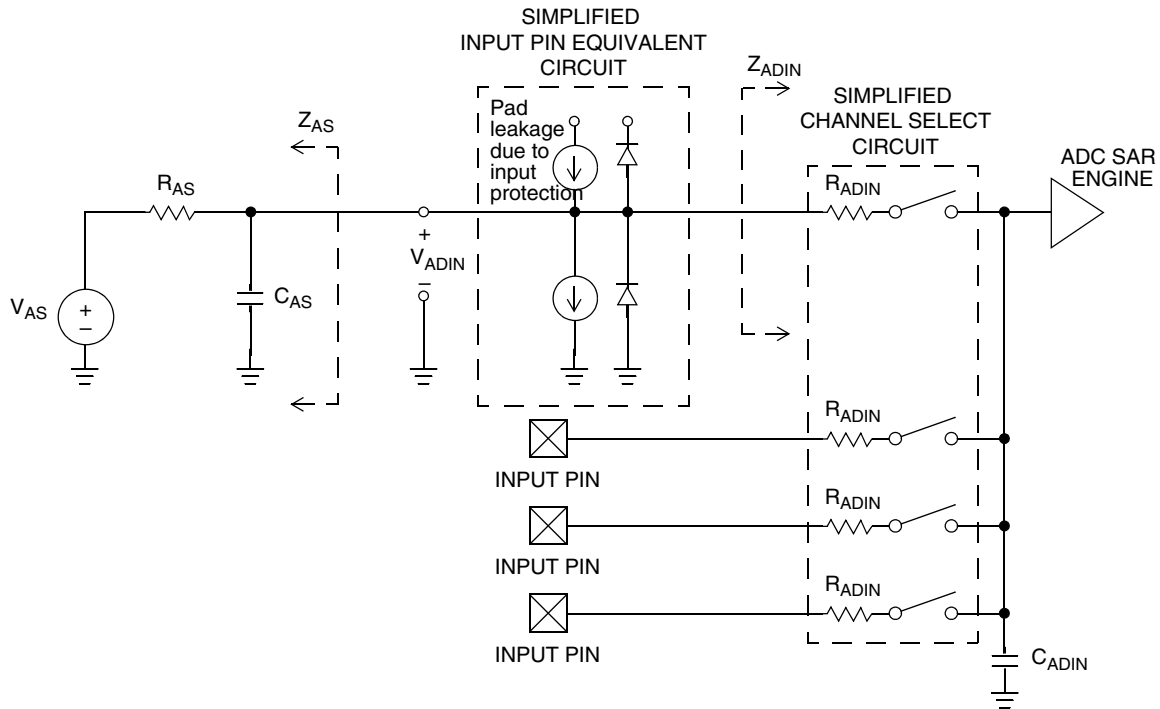 SIMPLIFIED
INPUT PIN EQUIVALENT
CIRCUIT
Pad
leakage
due to
input
protection
ZAS
ZADIN
SIMPLIFIED
CHANNEL SELECT
CIRCUIT
ADC SAR
ENGINE
RAS
RADIN
+
VADIN
–
CAS
VAS
+
–
RADIN
INPUT PIN
RADIN
INPUT PIN
RADIN
INPUT PIN
CADIN